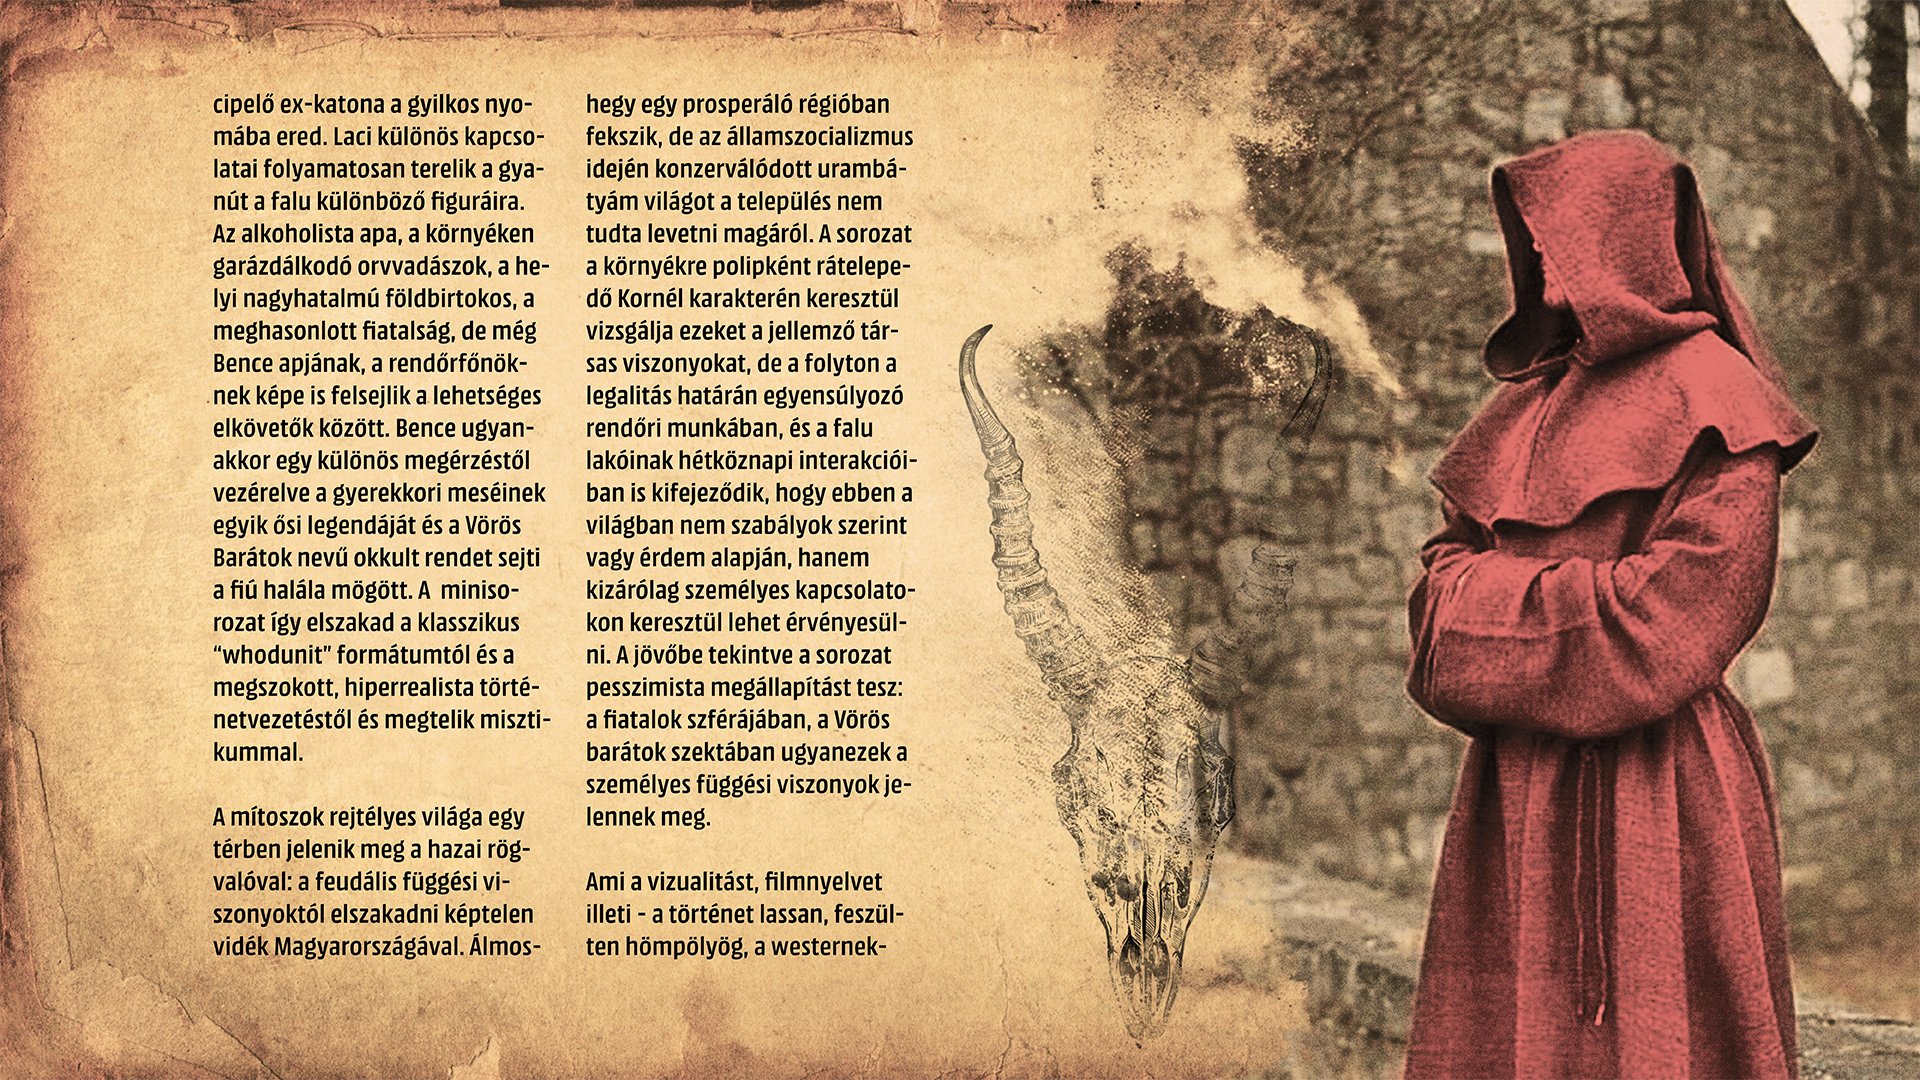 cipelő ex-katona a gyilkos nyo-
mába ered. Laci különös kapcso-
latai folyamatosan terelik a gya-
nút a falu különböző figuráira.
Az alkoholista apa, a környéken
garázdálkodó orvvadászok, a he-
lyi nagyhatalmú földbirtokos, a
meghasonlott fiatalság, de még
Bence apjának, a rendőrfőnök-
nek képe is felsejlik a lehetséges
elkövetők között. Bence ugyan-
akkor egy különös megérzéstől
vezérelve a gyerekkori meséinek
egyik ősi legendáját és a Vörös
Barátok nevű okkult rendet sejti
a fiú halála mögött. A  miniso-
rozat így elszakad a klasszikus
“whodunit” formátumtól és a
megszokott, hiperrealista törté-
netvezetéstől és megtelik miszti-
kummal.

A mítoszok rejtélyes világa egy
térben jelenik meg a hazai rög-
valóval: a feudális függési vi-
szonyoktól elszakadni képtelen
vidék Magyarországával. Álmos-
hegy egy prosperáló régióban
fekszik, de az államszocializmus
idején konzerválódott urambá-
tyám világot a település nem
tudta levetni magáról. A sorozat
a környékre polipként rátelepe-
dő Kornél karakterén keresztül
vizsgálja ezeket a jellemző tár-
sas viszonyokat, de a folyton a
legalitás határán egyensúlyozó
rendőri munkában, és a falu
lakóinak hétköznapi interakciói-
ban is kifejeződik, hogy ebben a
világban nem szabályok szerint
vagy érdem alapján, hanem
kizárólag személyes kapcsolato-
kon keresztül lehet érvényesül-
ni. A jövőbe tekintve a sorozat
pesszimista megállapítást tesz:
a fiatalok szférájában, a Vörös
barátok szektában ugyanezek a
személyes függési viszonyok je-
lennek meg.

Ami a vizualitást, filmnyelvet
illeti - a történet lassan, feszül-
ten hömpölyög, a westernek-